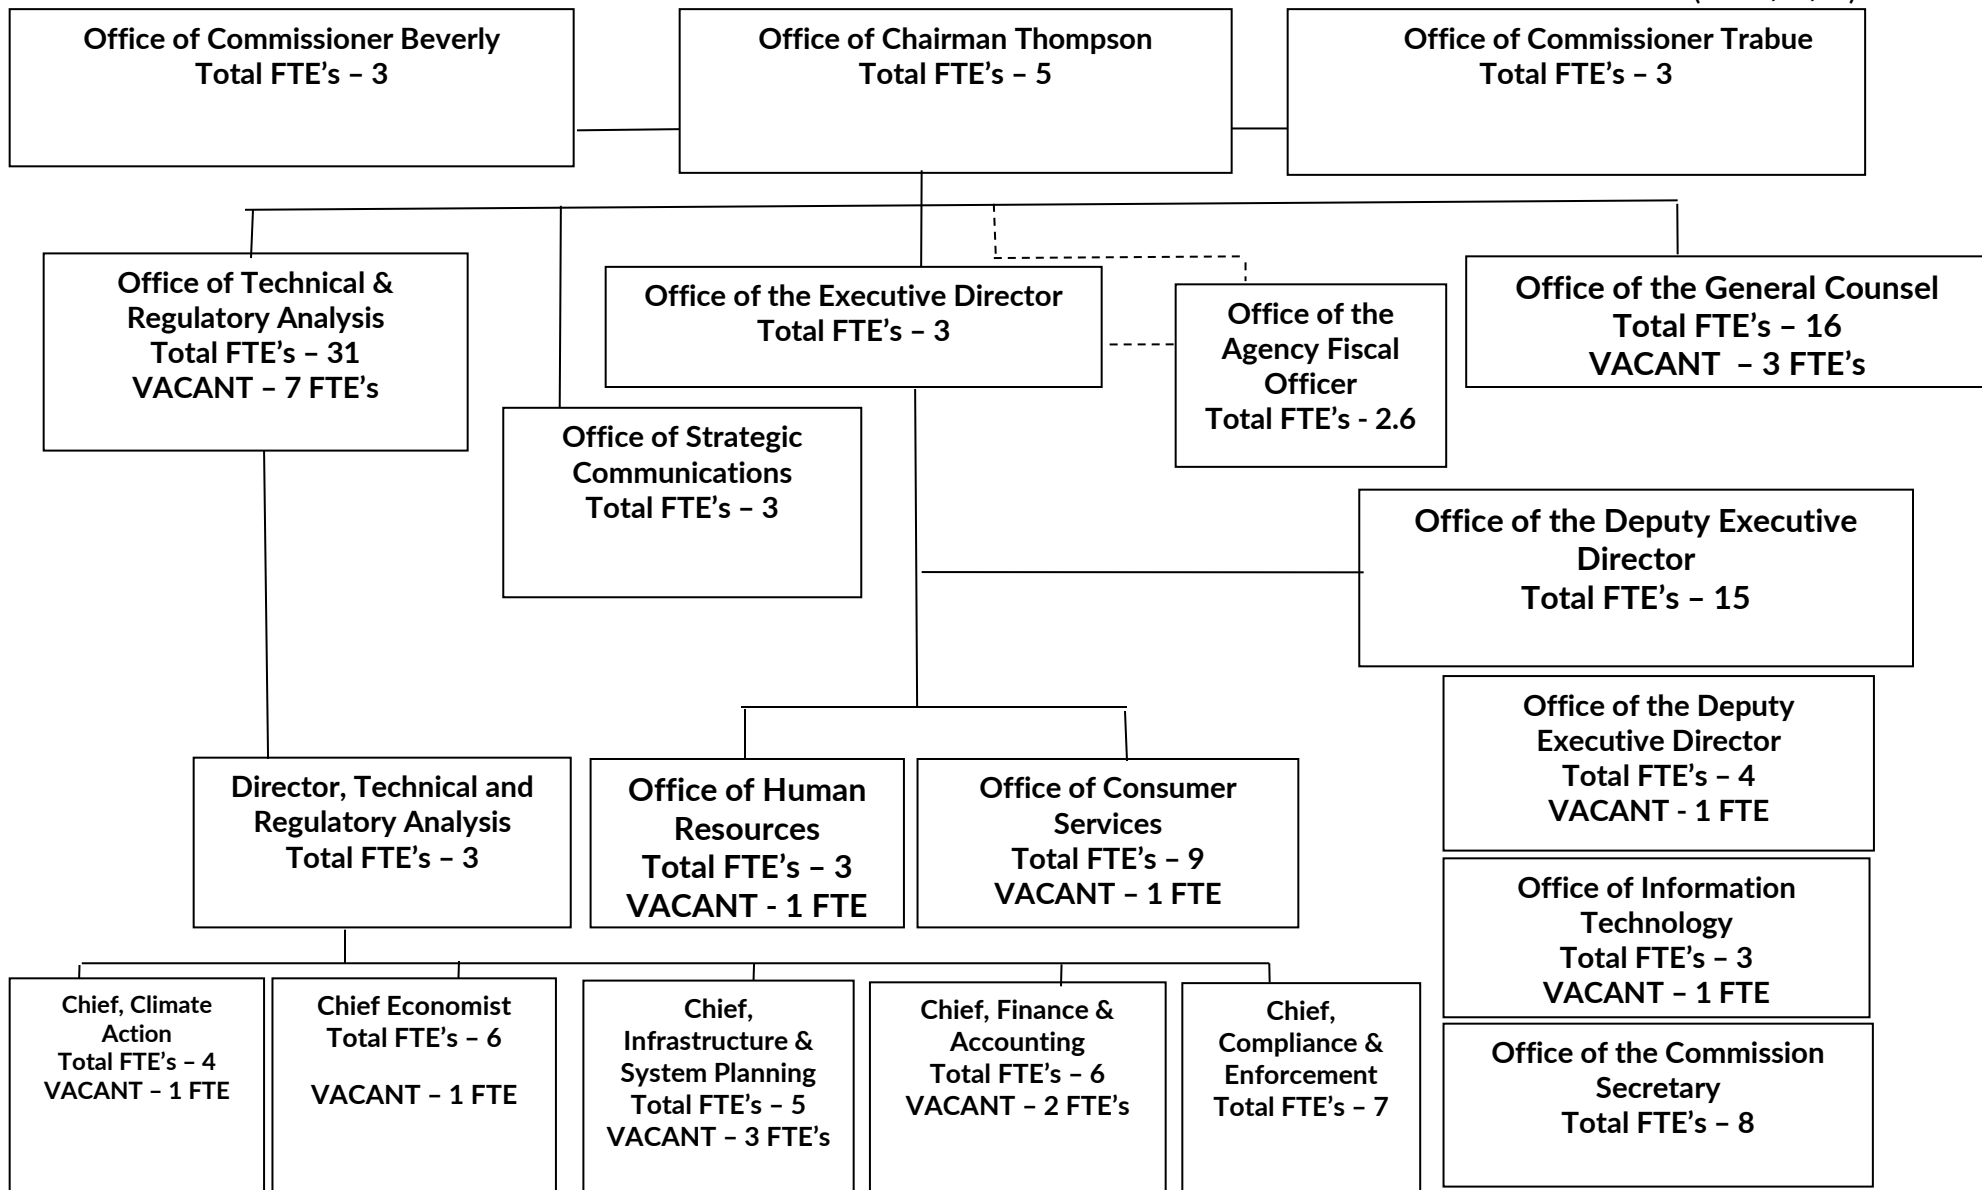 Office of Commissioner Beverly
Total FTE’s – 3
Office of Chairman Thompson
Total FTE’s – 5
Office of Commissioner Trabue
Total FTE’s – 3
Office of Technical &
Regulatory Analysis
Total FTE’s – 31
VACANT – 7 FTE’s
Office of the Executive Director
Total FTE’s – 3
Office of the
Agency Fiscal
Officer
Total FTE’s - 2.6
Office of the General Counsel
Total FTE’s – 16
VACANT – 3 FTE’s
Office of Strategic
Communications
Total FTE’s – 3
Office of the Deputy Executive
Director
Total FTE’s – 15
Office of the Deputy
Executive Director
Total FTE’s – 4
VACANT - 1 FTE
Director, Technical and
Regulatory Analysis
Total FTE’s – 3
Office of Human
Resources
Total FTE’s – 3
VACANT - 1 FTE
Office of Consumer
Services
Total FTE’s – 9
VACANT – 1 FTE
Office of Information
Technology
Total FTE’s – 3
VACANT – 1 FTE
Chief, Climate
Action
Total FTE’s – 4
VACANT – 1 FTE
Chief Economist
Total FTE’s – 6
VACANT – 1 FTE
Chief,
Infrastructure &
System Planning
Total FTE’s – 5
VACANT – 3 FTE’s
Chief, Finance &
Accounting
Total FTE’s – 6
VACANT – 2 FTE’s
Chief,
Compliance &
Enforcement
Total FTE’s – 7
Office of the Commission
Secretary
Total FTE’s – 8